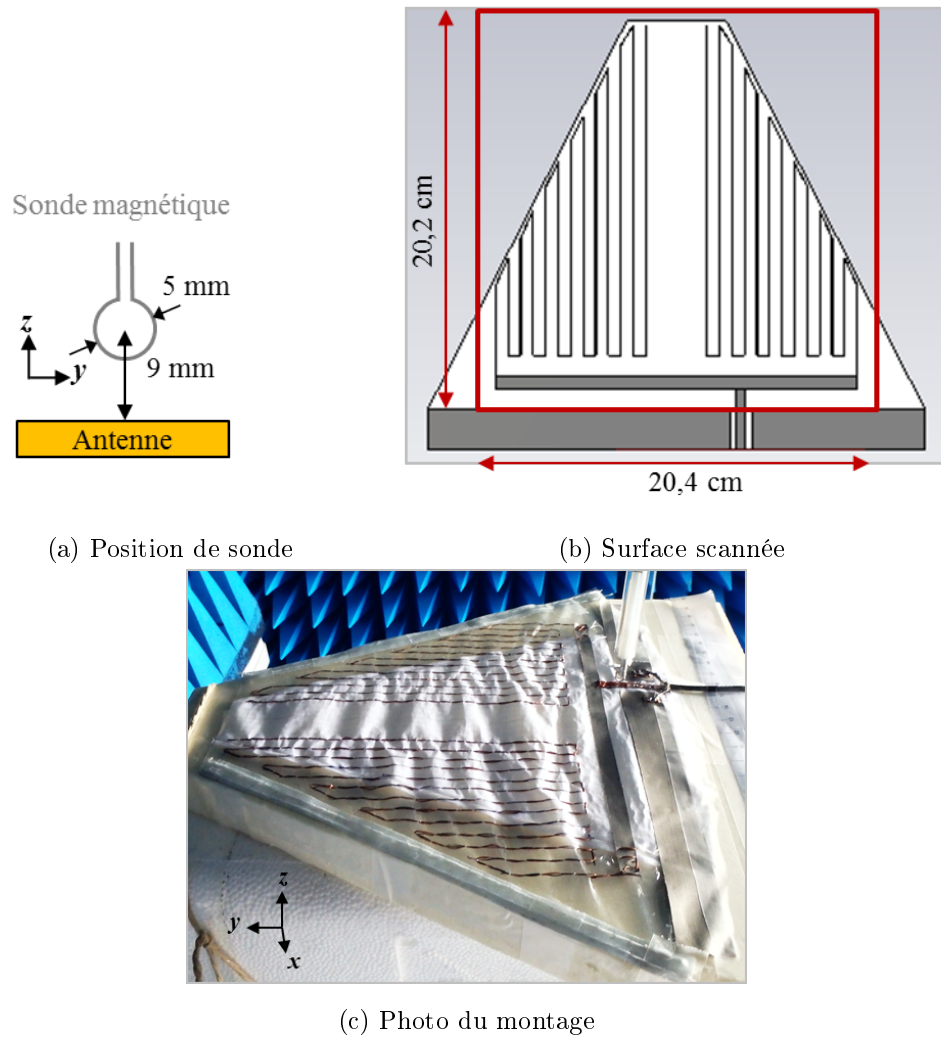 Sonde magnétique
5 mm
z
y
9 mm
Antenne
20,2 cm
20,4 cm
(a) Position de sonde
(b) Surface scannée
z
y
x
(c) Photo du montage